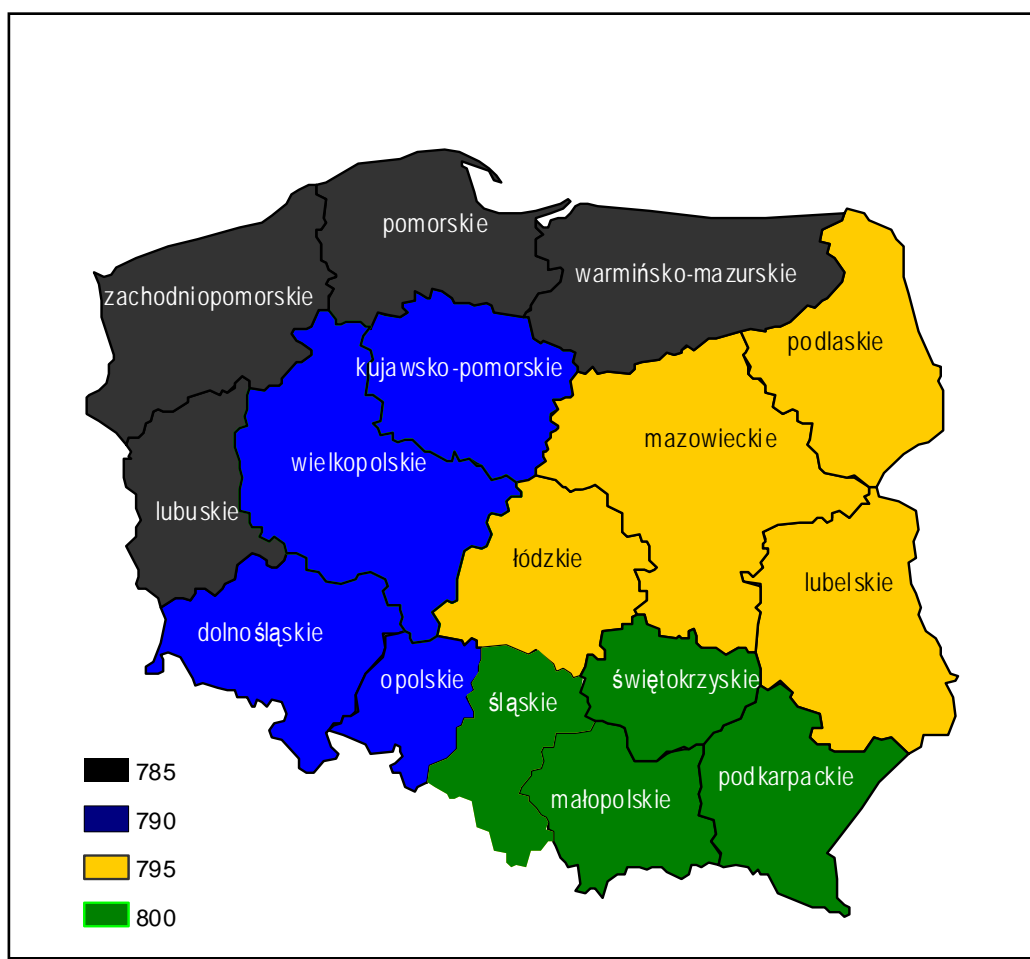 pomorskie
warmińsko-mazurskie
zachodniopomorskie
podlaskie
kujawsko-pomorskie
mazowieckie
wielkopolskie
lubuskie
łódzkie
lubelskie
dolnośląskie
opolskie
świętokrzyskie
śląskie
podkarpackie
małopolskie
785
790
795
800